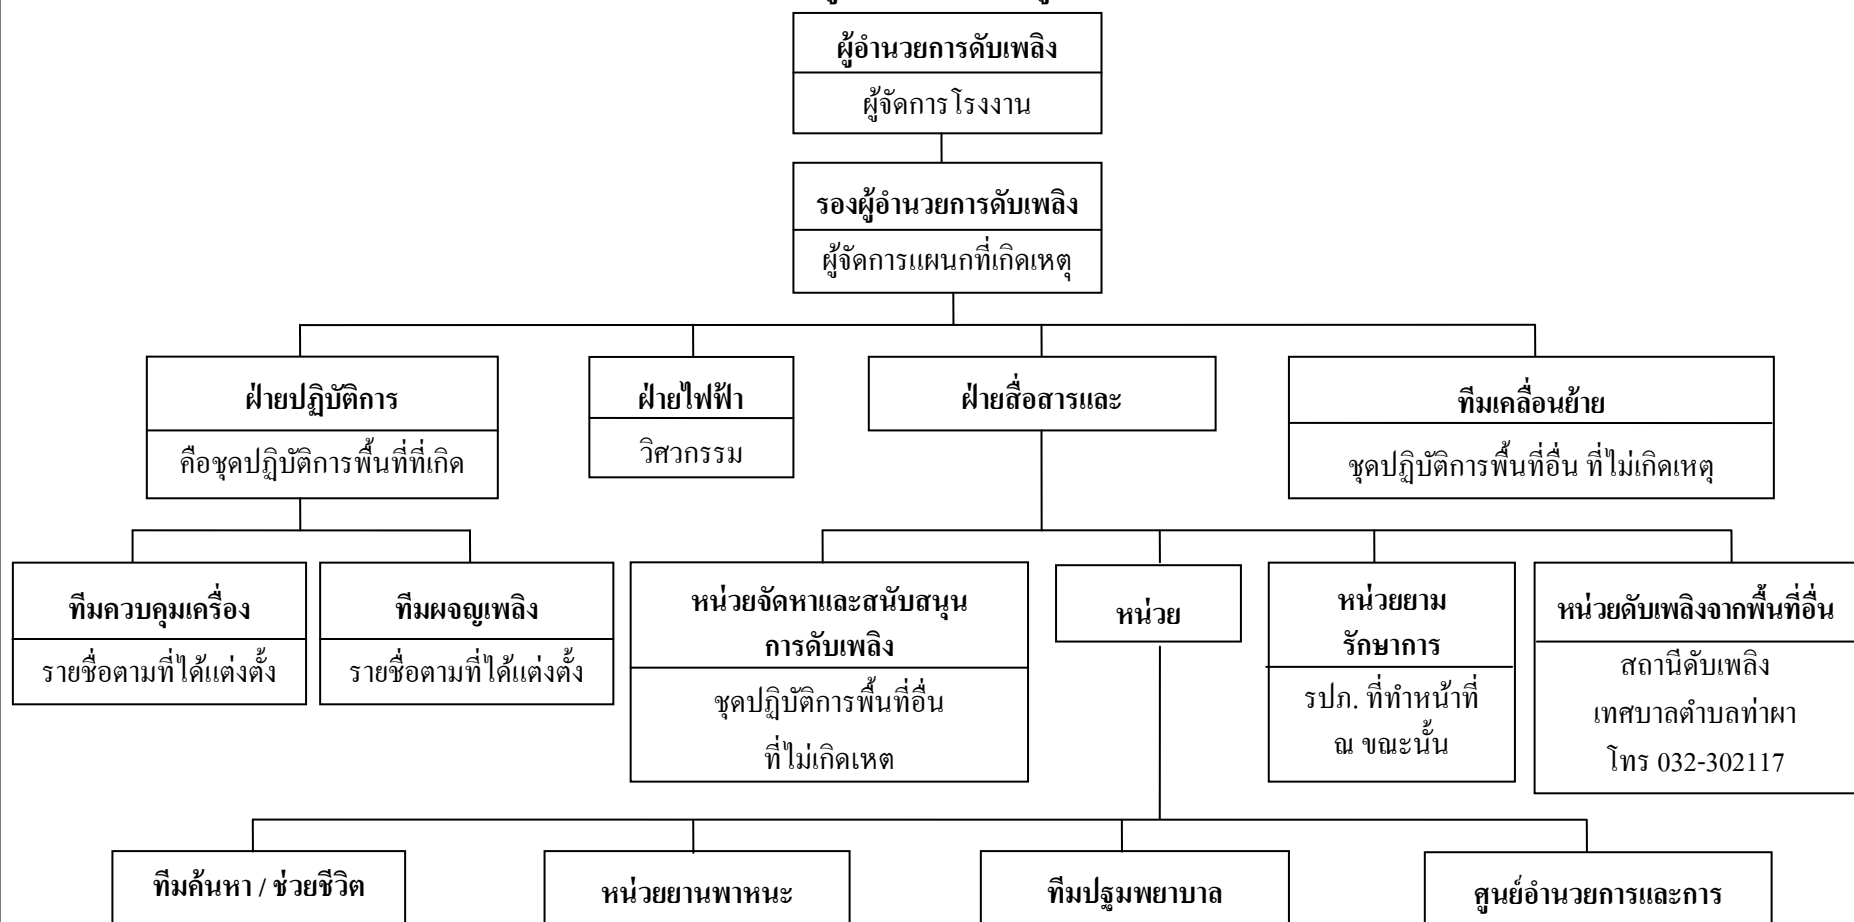 ผู้อำนวยการดับเพลิง
ผู้จัดการโรงงาน
รองผู้อำนวยการดับเพลิง
ผู้จัดการแผนกที่เกิดเหตุ
ฝ่ายปฏิบัติการ
คือชุดปฏิบัติการพื้นที่ที่เกิด
ฝ่ายไฟฟ้า
วิศวกรรม
ฝ่ายสื่อสารและ
ทีมเคลื่อนย้าย
ชุดปฏิบัติการพื้นที่อื่น ที่ไม่เกิดเหตุ
ทีมควบคุมเครื่อง
รายชื่อตามที่ได้แต่งตั้ง
ทีมผจญเพลิง
รายชื่อตามที่ได้แต่งตั้ง
หน่วยจัดหาและสนับสนุน
การดับเพลิง
ชุดปฏิบัติการพื้นที่อื่น
ที่ไม่เกิดเหต
หน่วย
หน่วยยาม
รักษาการ
รปภ. ที่ทำหน้าที่
ณ ขณะนั้น
หน่วยดับเพลิงจากพื้นที่อื่น
สถานีดับเพลิง
เทศบาลตำบลท่าผา
โทร 032-302117
ทีมค้นหา / ช่วยชีวิต
หน่วยยานพาหนะ
ทีมปฐมพยาบาล
ศูนย์อำนวยการและการ